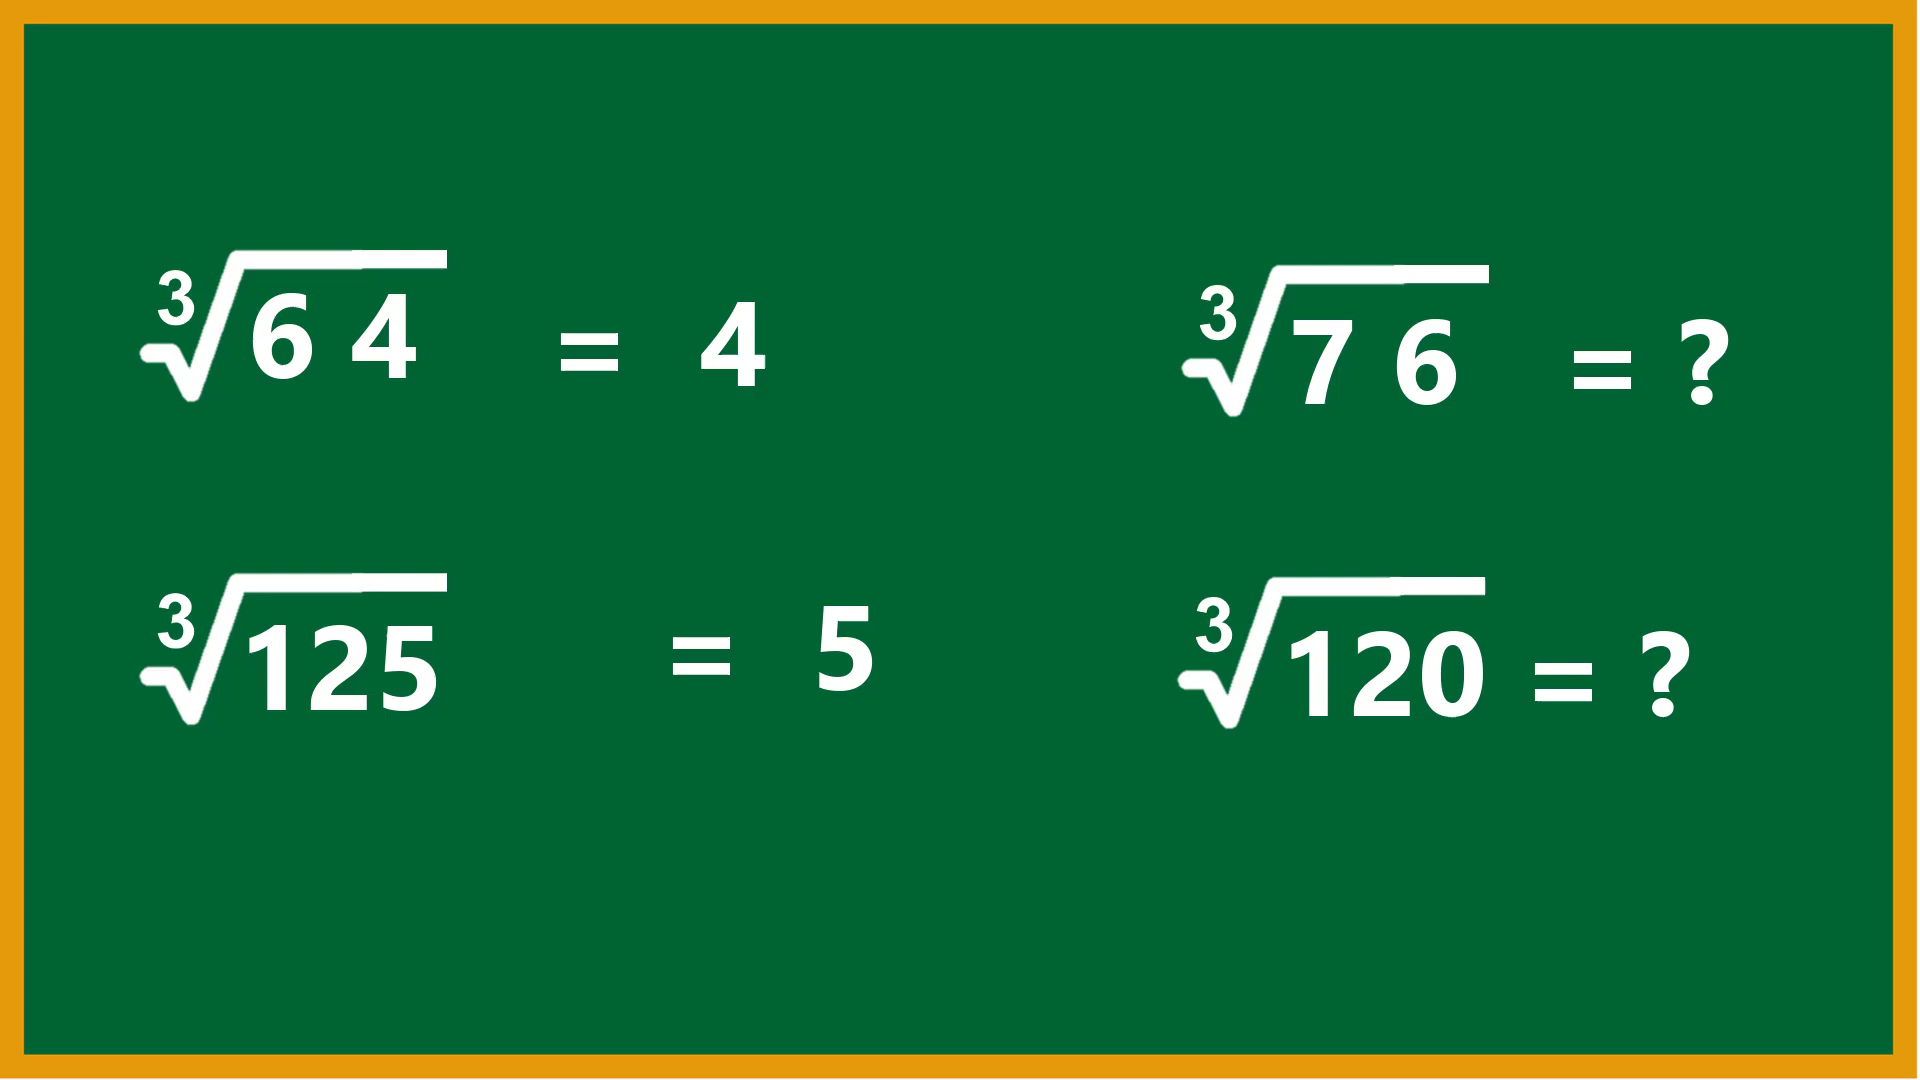 ∛64 = 4
∛76 = ?
∛125 = 5
∛120 = ?